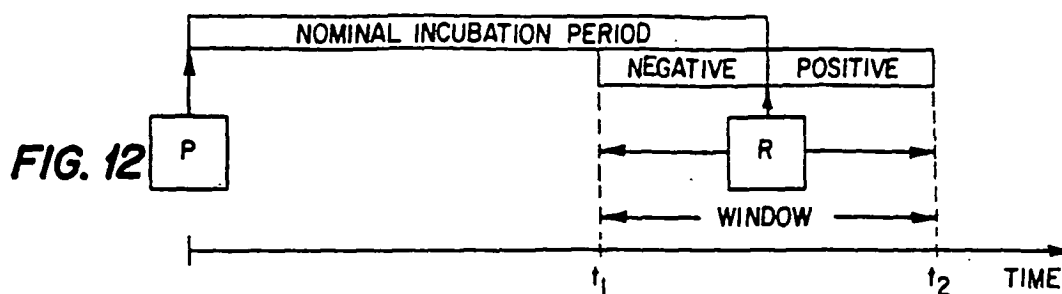 NOMINAL INCUBATION PERIOD
NEGATIVE POSITIVE
P
R
FIG. 12
WINDOW
t1 t2 TIME